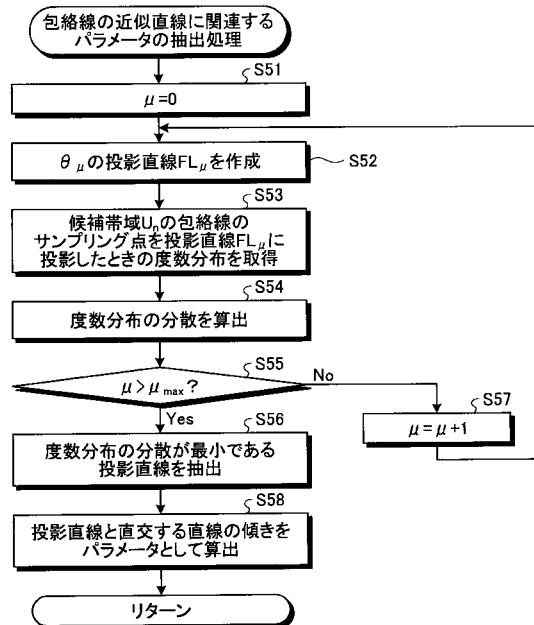 包絡線の近似直線に関連する
パラメータの抽出処理
S51
μ=0
θμの投影直線FLμを作成
S52
S53
候補帯域Unの包絡線の
サンプリング点を投影直線FLμに
投影したときの度数分布を取得
S54
度数分布の分散を算出
S55
μ>μmax?
No
Yes
S57
μ=μ+1
S56
度数分布の分散が最小である
投影直線を抽出
S58
投影直線と直交する直線の傾きを
パラメータとして算出
リターン